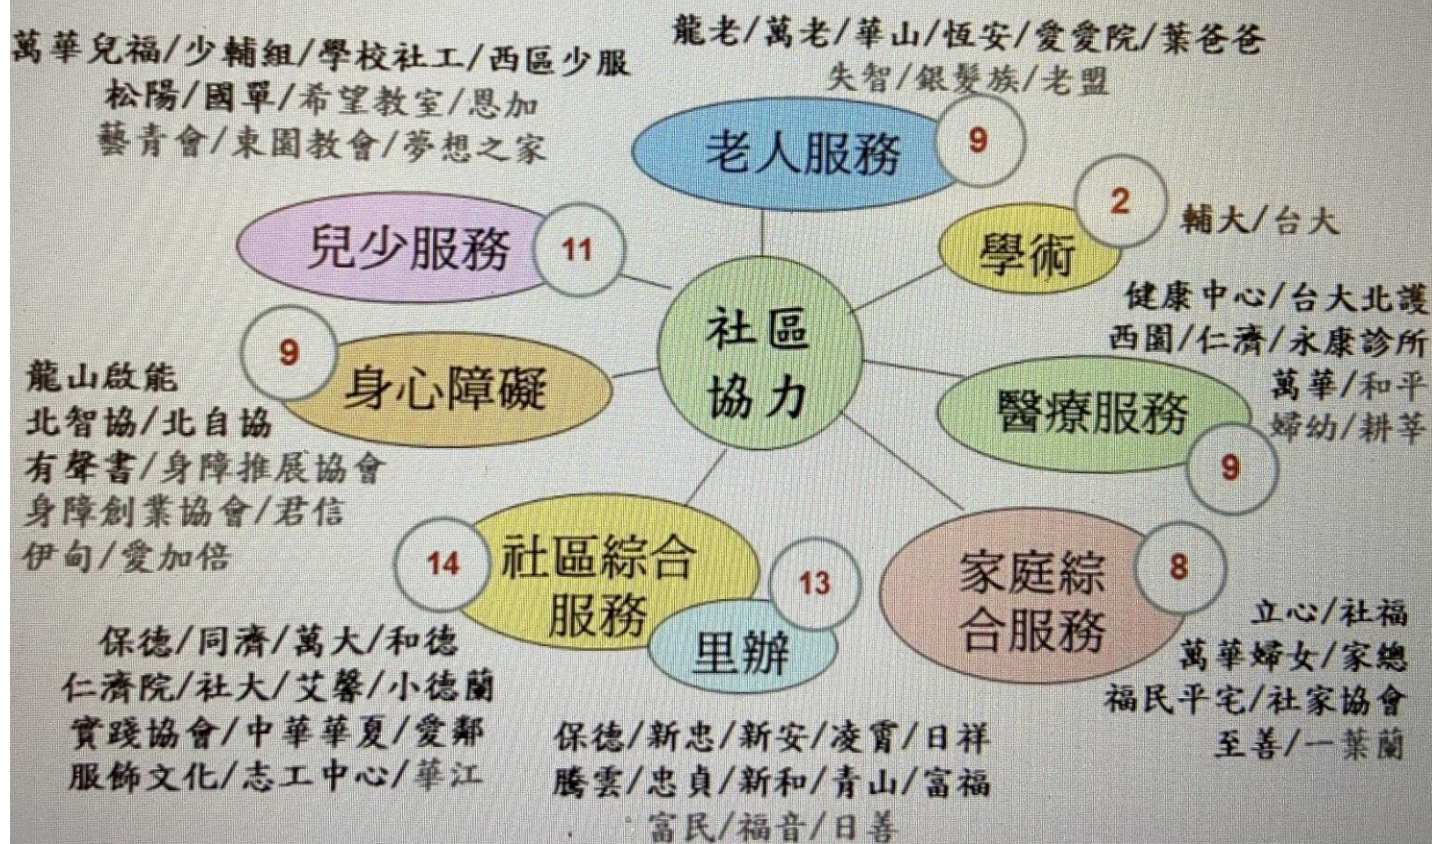 萬華兒福/少輔組/學校社工/西區少服
松陽/國單/希望教室/恩加
藝青會/東園教會/夢想之家
龍老/萬老/華山/恆安/愛愛院/葉爸爸
失智/銀髮族/老盟
老人服務
9
兒少服務
11
學術
2
輔大/台大
社區
協力
健康中心/台大北護
西園/仁濟/永康診所
萬華/和平
婦幼/耕莘
醫療服務
9
9
身心障礙
龍山啟能
北智協/北自協
有聲書/身障推展協會
身障創業協會/君信
伊甸/愛加倍
14
社區綜合
服務
13
里辦
家庭綜
合服務
8
立心/社福
萬華婦女/家總
福民平宅/社家協會
至善/一葉蘭
保德/同濟/萬大/和德
仁濟院/社大/艾馨/小德蘭
實踐協會/中華華夏/愛鄰
服飾文化/志工中心/華江
保德/新忠/新安/凌霄/日祥
騰雲/忠貞/新和/青山/富福
富民/福音/日善